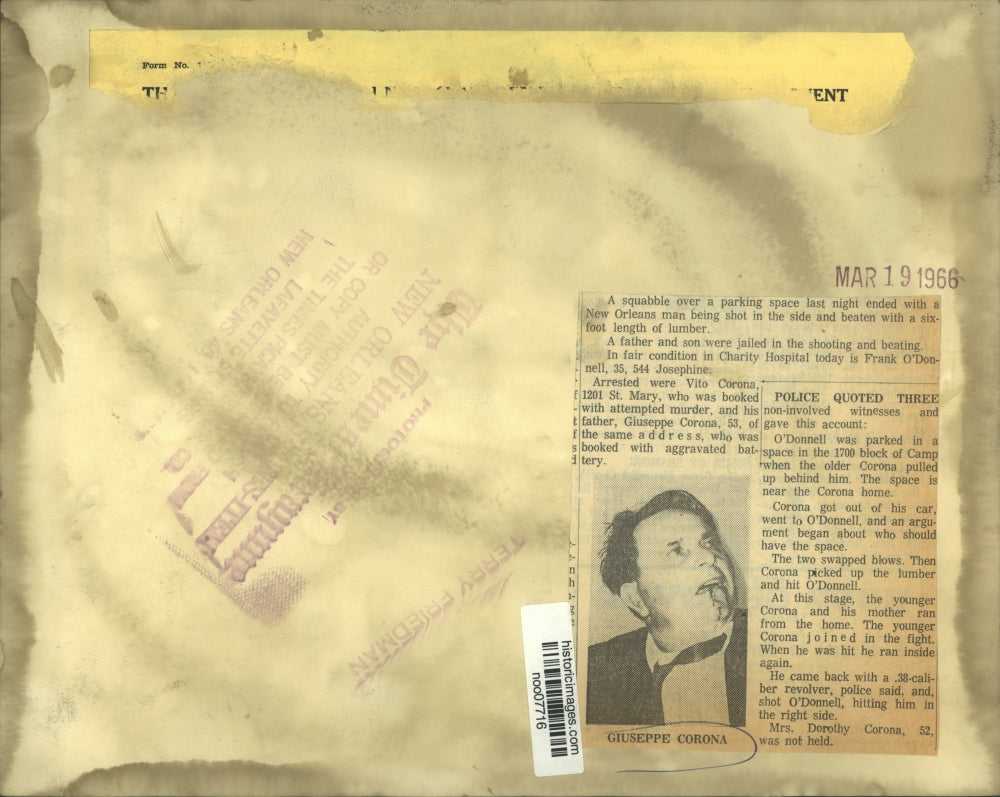 Form No.
TH
ENT
MAR 19 1966
A squabble over a parking space last night ended with a
New Orleans man being shot in the side and beaten with a six-
foot length of lumber.
A father and son were jailed in the shooting and beating.
In fair condition in Charity Hospital today is Frank O'Don-
nell, 35, 544 Josephine.
Arrested were Vito Corona,
1201 St. Mary, who was booked
with attempted murder, and his
father, Giuseppe Corona, 53, of
the same address, who was
booked with aggravated bat-
tery.
GIUSEPPE CORONA
POLICE QUOTED THREE
non-involved witnesses and
gave this account:
O'Donnell was parked in a
space in the 1700 block of Camp
when the older Corona pulled
up behind him. The space is
near the Corona home.
Corona got out of his car,
went to O'Donnell, and an argu-
ment began about who should
have the space.
The two swapped blows. Then
Corona picked up the lumber
and hit O'Donnell.
At this stage, the younger
Corona and his mother ran
from the home. The younger
Corona joined in the fight.
When he was hit he ran inside
again.
He came back with a .38-cali-
ber revolver, police said, and,
shot O'Donnell, hitting him in
the right side.
Mrs. Dorothy Corona, 52,
was not held.
historicimages.com
noo07716
The Times
NEW ORLE
OR
COPY
THE TIMES-PICA
LAFAYETTE
NEW ORLEANS
TERRY FRIEDMAN